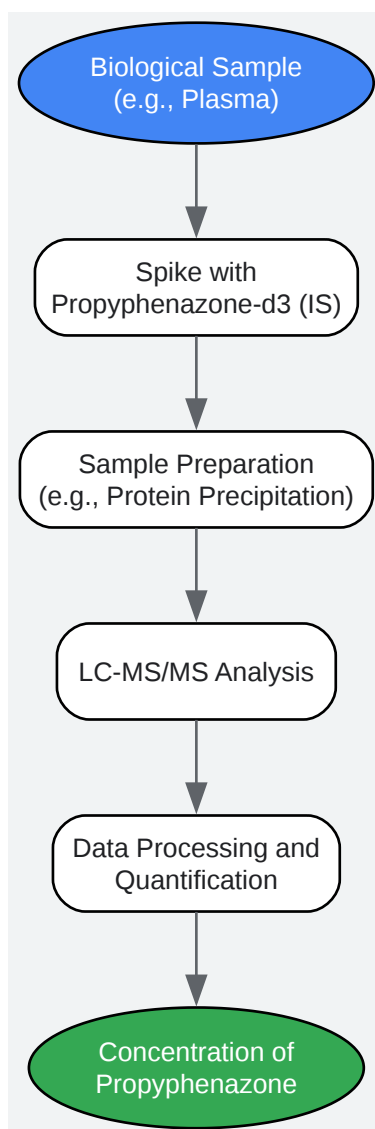 Biological Sample
(e.g., Plasma)
Spike with
Propyphenazone-d3 (IS)
Sample Preparation
(e.g., Protein Precipitation)
LC-MS/MS Analysis
Data Processing and
Quantification
Concentration of
Propyphenazone